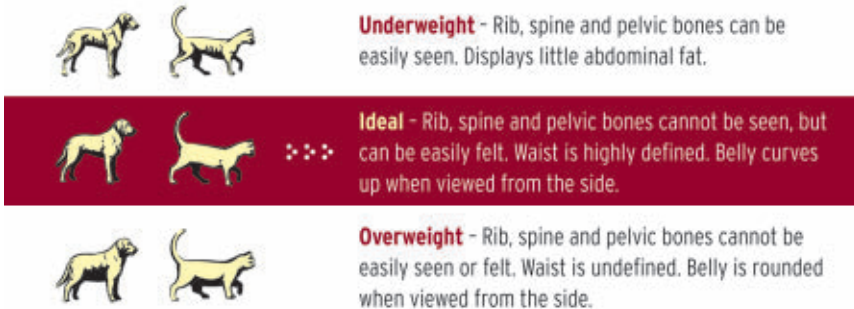 Underweight - Rib, spine and pelvic bones can be
easily seen. Displays little abdominal fat.
Ideal - Rib, spine and pelvic bones cannot be seen, but
can be easily felt. Waist is highly defined. Belly curves
up when viewed from the side.
Overweight - Rib, spine and pelvic bones cannot be
easily seen or felt. Waist is undefined. Belly is rounded
when viewed from the side.